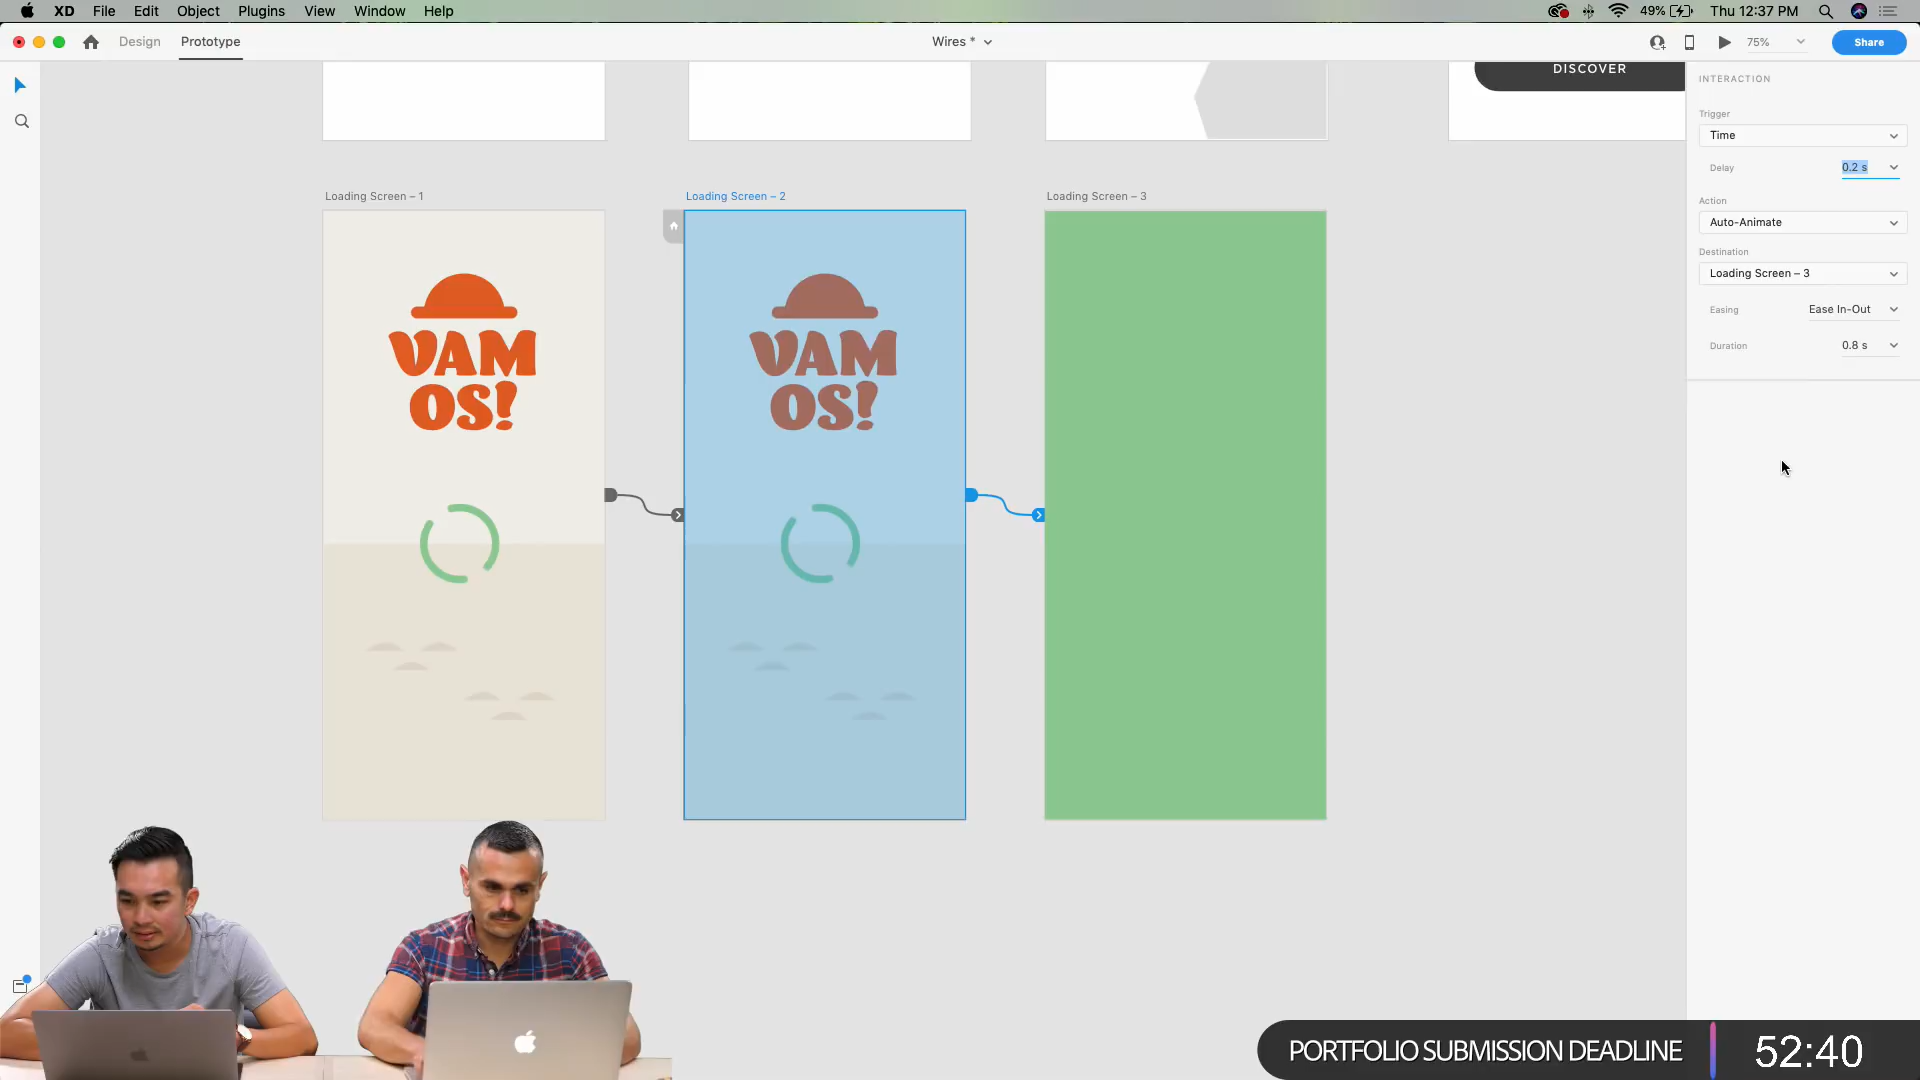 XD File Edit Object Plugins View Window Help
49% Thu 12:37 PM
Design Prototype
Wires *
75%
Share
DISCOVER
INTERACTION
Trigger
Time
Delay 0.2 s
Action
Auto-Animate
Destination
Loading Screen – 3
Easing Ease In-Out
Duration 0.8 s
Loading Screen – 1
Loading Screen – 2
Loading Screen – 3
VAM
OS!
VAM
OS!
PORTFOLIO SUBMISSION DEADLINE 52:40